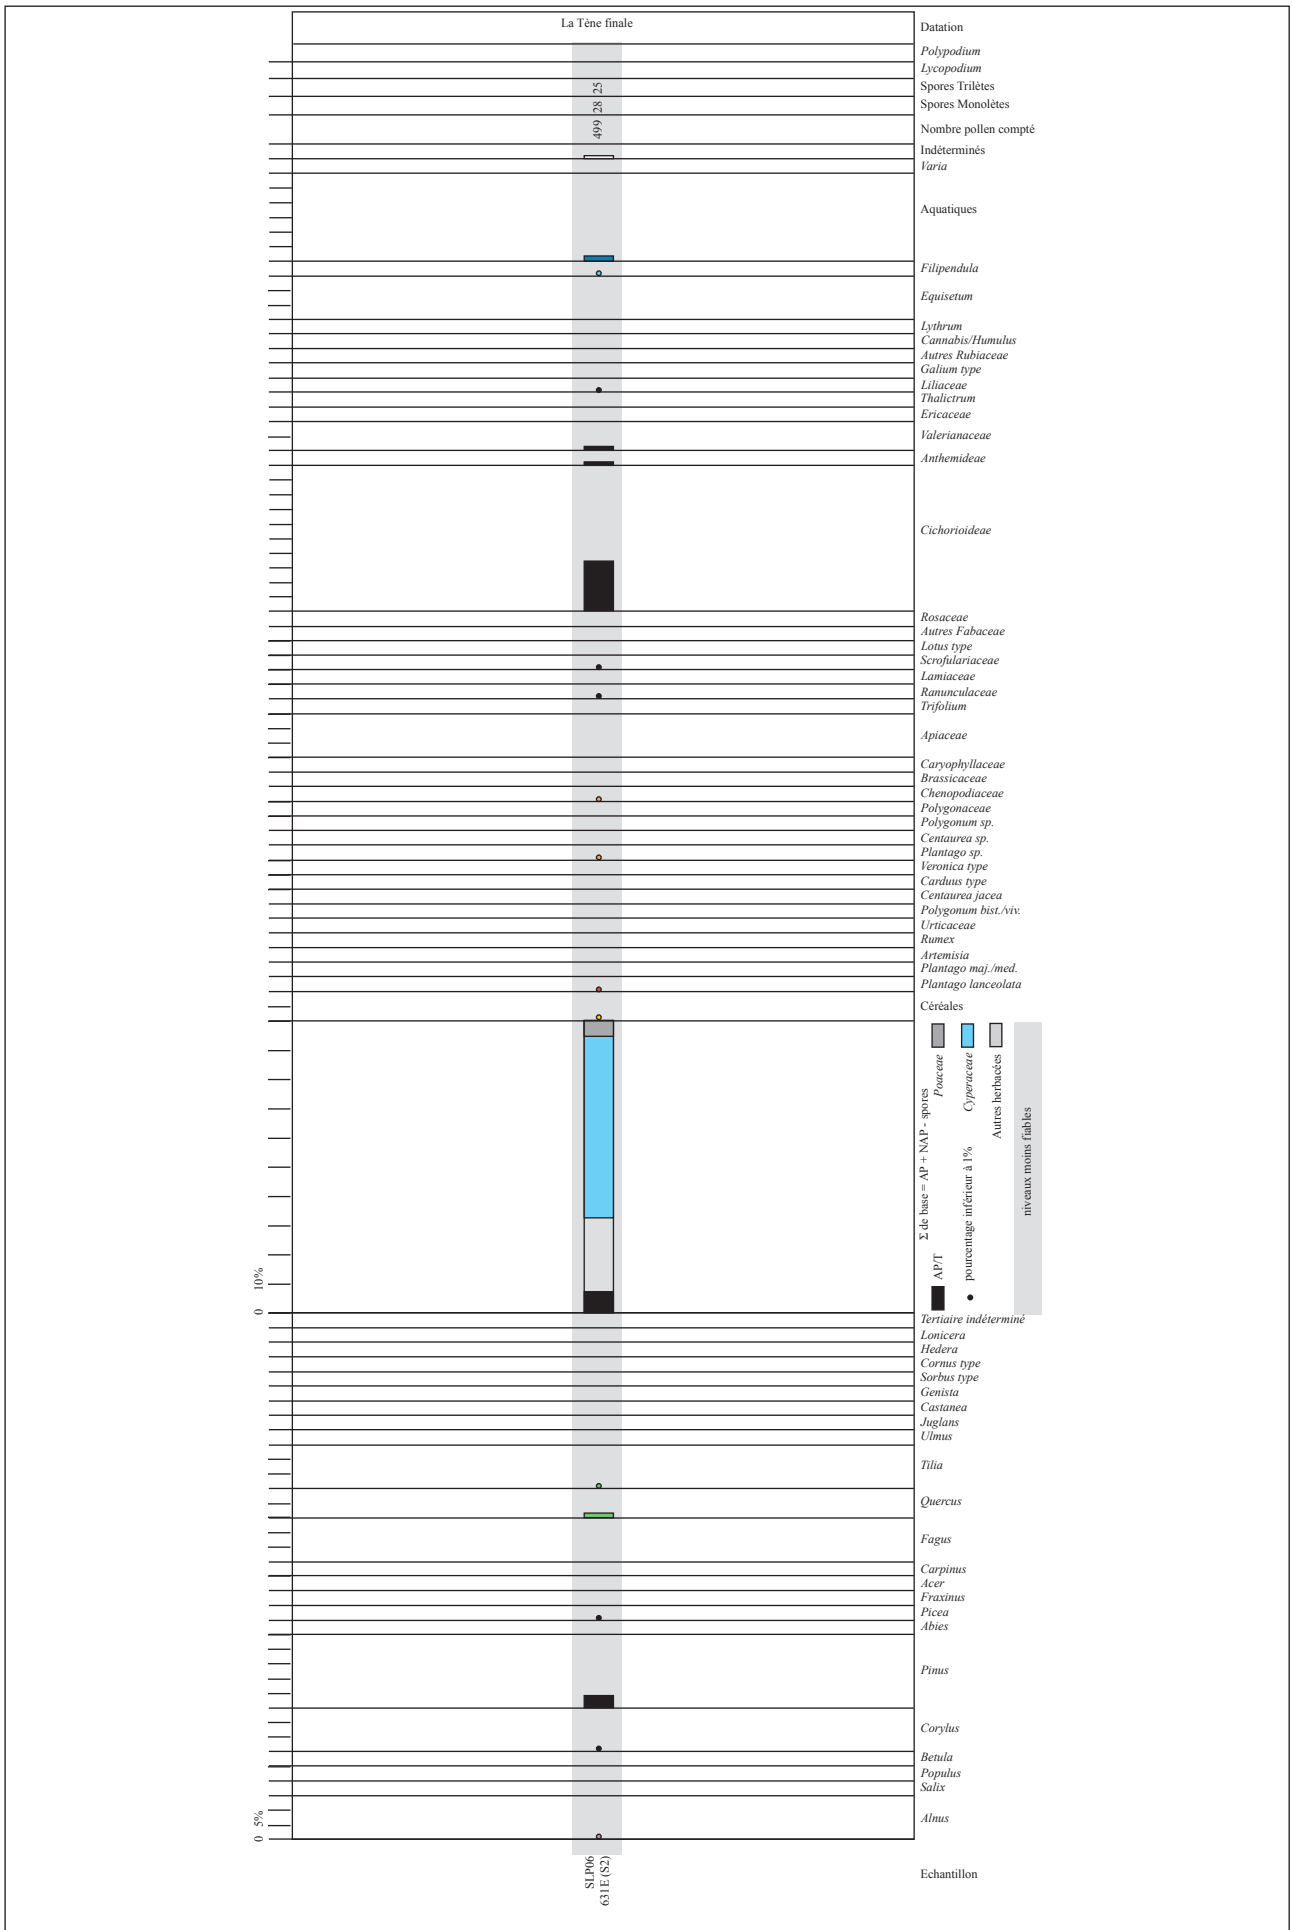 La Tène finale
Datation
Polypodium
Lycopodium
Spores Trilètes
25
Spores Monolètes
28
Nombre pollen compté
499
Indéterminés
Varia
Aquatiques
Filipendula
Equisetum
Lythrum
Cannabis/Humulus
Autres Rubiaceae
Galium type
Liliaceae
Thalictrum
Ericaceae
Valerianaceae
Anthemideae
Cichorioideae
Rosaceae
Autres Fabaceae
Lotus type
Scrofulariaceae
Lamiaceae
Ranunculaceae
Trifolium
Apiaceae
Caryophyllaceae
Brassicaceae
Chenopodiaceae
Polygonaceae
Polygonum sp.
Centaurea sp.
Plantago sp.
Veronica type
Carduus type
Centaurea jacea
Polygonum bist./viv.
Urticaceae
Rumex
Artemisia
Plantago maj./med.
Plantago lanceolata
Céréales
Σ de base = AP + NAP - spores
AP/T
Poaceae
pourcentage inférieur à 1%
Cyperaceae
Autres herbacées
niveaux moins fiables
0 10%
Tertiaire indéterminé
Lonicera
Hedera
Cornus type
Sorbus type
Genista
Castanea
Juglans
Ulmus
Tilia
Quercus
Fagus
Carpinus
Acer
Fraxinus
Picea
Abies
Pinus
Corylus
Betula
Populus
Salix
Alnus
0 5%
Echantillon
SLP06
631E (S2)